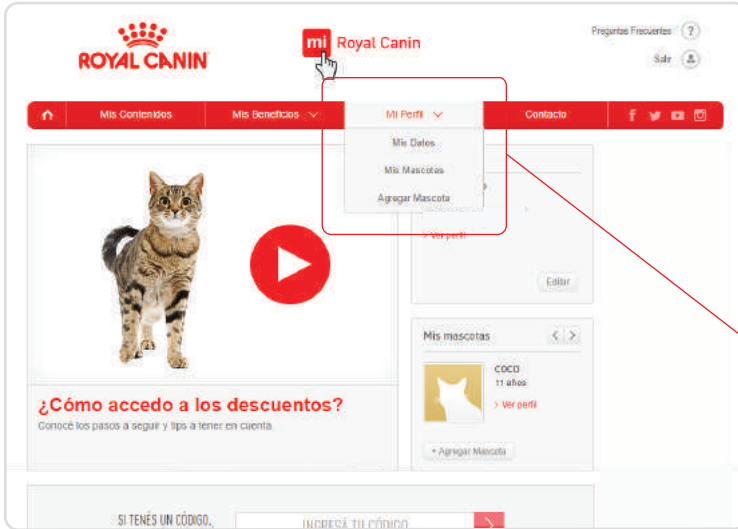 ROYAL CANIN
mi Royal Canin
Preguntas Frecuentes ?
Salir
Mis Contenidos Mis Beneficios Mi Perfil Contacto
Mis Datos
Mis Mascotas
Agregar Mascota
> Ver perfil
Editar
Mis mascotas
COCO
11 años
> Ver perfil
+ Agregar Mascota
¿Cómo accedo a los descuentos?
Conocé los pasos a seguir y tips a tener en cuenta.
SI TENÉS UN CÓDIGO,
INGRESÁ TU CÓDIGO